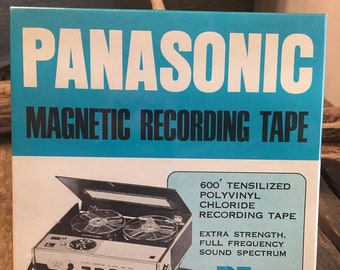 PANASONIC
MAGNETIC RECORDING TAPE
600' TENSILIZED
POLYVINYL
CHLORIDE
RECORDING TAPE
EXTRA STRENGTH,
FULL FREQUENCY
SOUND SPECTRUM